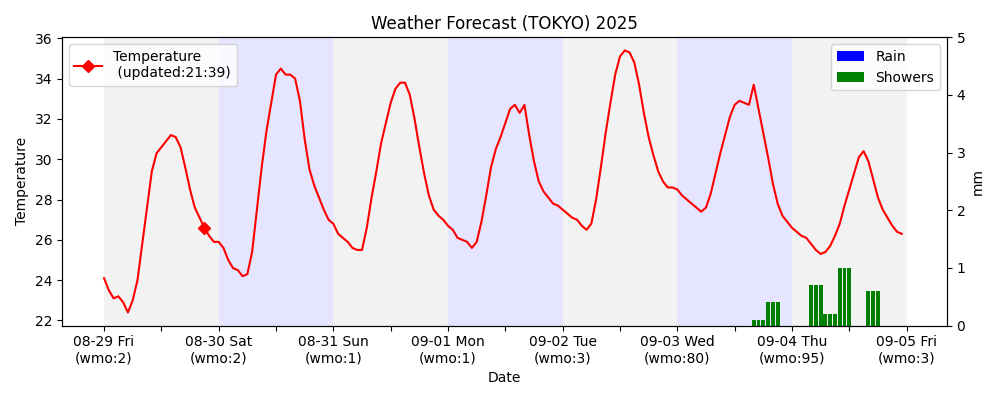 Weather Forecast (TOKYO) 2025
Temperature
(updated:21:39)
Rain
Showers
36
34
32
30
28
26
24
22
Temperature
5
4
3
2
1
0
mm
08-29 Fri
(wmo:2)
08-30 Sat
(wmo:2)
08-31 Sun
(wmo:1)
09-01 Mon
(wmo:1)
09-02 Tue
(wmo:3)
09-03 Wed
(wmo:80)
09-04 Thu
(wmo:95)
09-05 Fri
(wmo:3)
Date